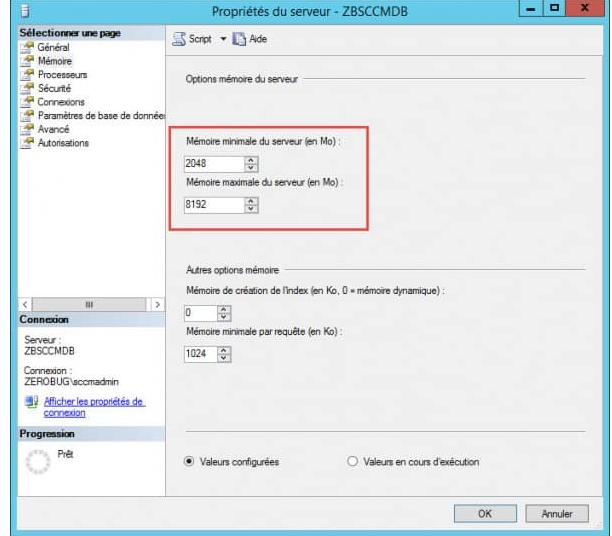 Propriétés du serveur - ZBSCCMDB
Sélectionner une page
Général
Mémoire
Processeurs
Sécurité
Connexions
Paramètres de base de donnée
Avancé
Autorisations
Script
Aide
Options mémoire du serveur
Mémoire minimale du serveur (en Mo) :
2048
Mémoire maximale du serveur (en Mo) :
8192
Autres options mémoire
Mémoire de création de l'index (en Ko, 0 = mémoire dynamique) :
0
Mémoire minimale par requête (en Ko) :
1024
Connexion
Serveur :
ZBSCCMDB
Connexion :
ZEROBUG\sccmadmin
Afficher les propriétés de
connexion
Progression
Prêt
Valeurs configurées
Valeurs en cours d'exécution
OK
Annuler